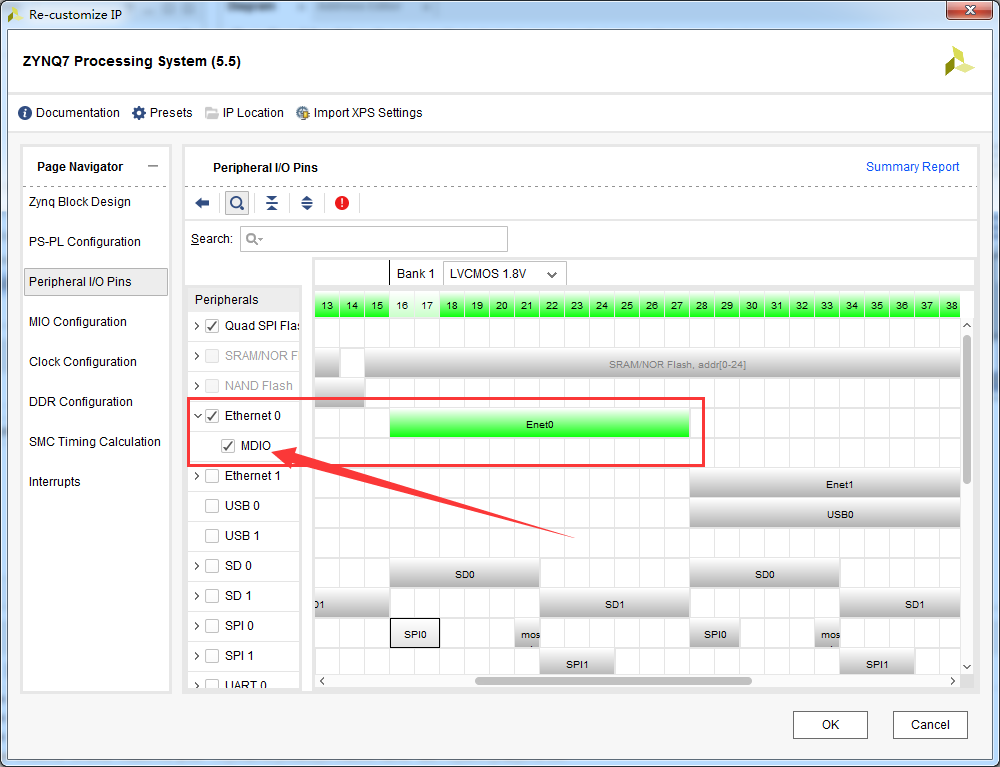 Re-customize IP
ZYNQ7 Processing System (5.5)
Documentation Presets IP Location Import XPS Settings
Page Navigator
Zynq Block Design
PS-PL Configuration
Peripheral I/O Pins
MIO Configuration
Clock Configuration
DDR Configuration
SMC Timing Calculation
Interrupts
Peripheral I/O Pins Summary Report
Search:
Bank 1 LVCMOS 1.8V
Peripherals 13 14 15 16 17 18 19 20 21 22 23 24 25 26 27 28 29 30 31 32 33 34 35 36 37 38
Quad SPI Flas
SRAM/NOR F SRAM/NOR Flash, addr[0-24]
NAND Flash
Ethernet 0 Enet0
MDIO
Ethernet 1 Enet1
USB 0 USB0
USB 1
SD 0 SD0 SD0
SD 1 D1 SD1 SD1
SPI 0 SPI0 mos SPI0 mos
SPI 1 SPI1 SPI1
UART 0
OK Cancel